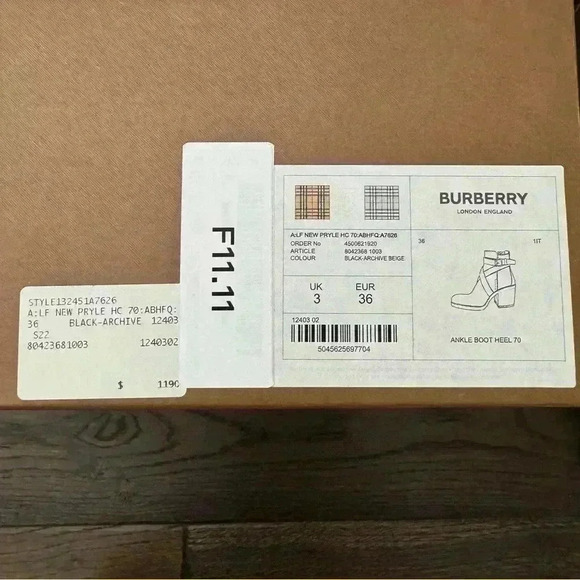 STYLE132451A7626
A:LF NEW PRYLE HC 70:ABHFQ:
36 BLACK-ARCHIVE 12403
S22
80423681003 1240302
$ 1190
F11.11
A:LF NEW PRYLE HC 70:ABHFQ:A7626
ORDER No 4500621920
ARTICLE 8042368 1003
COLOUR BLACK-ARCHIVE BEIGE
UK EUR
3 36
12403 02
5045625697704
BURBERRY
LONDON ENGLAND
36 1IT
ANKLE BOOT HEEL 70